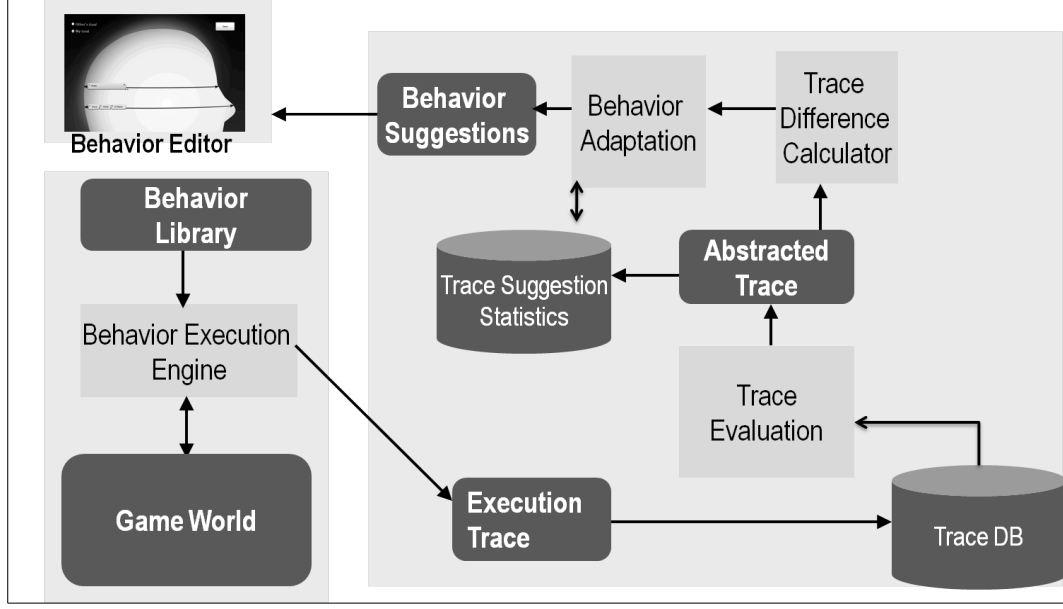 Behavior Editor
Behavior
Suggestions
Behavior
Adaptation
Trace
Difference
Calculator
Behavior
Library
Trace Suggestion
Statistics
Abstracted
Trace
Behavior Execution
Engine
Trace
Evaluation
Game World
Execution
Trace
Trace DB